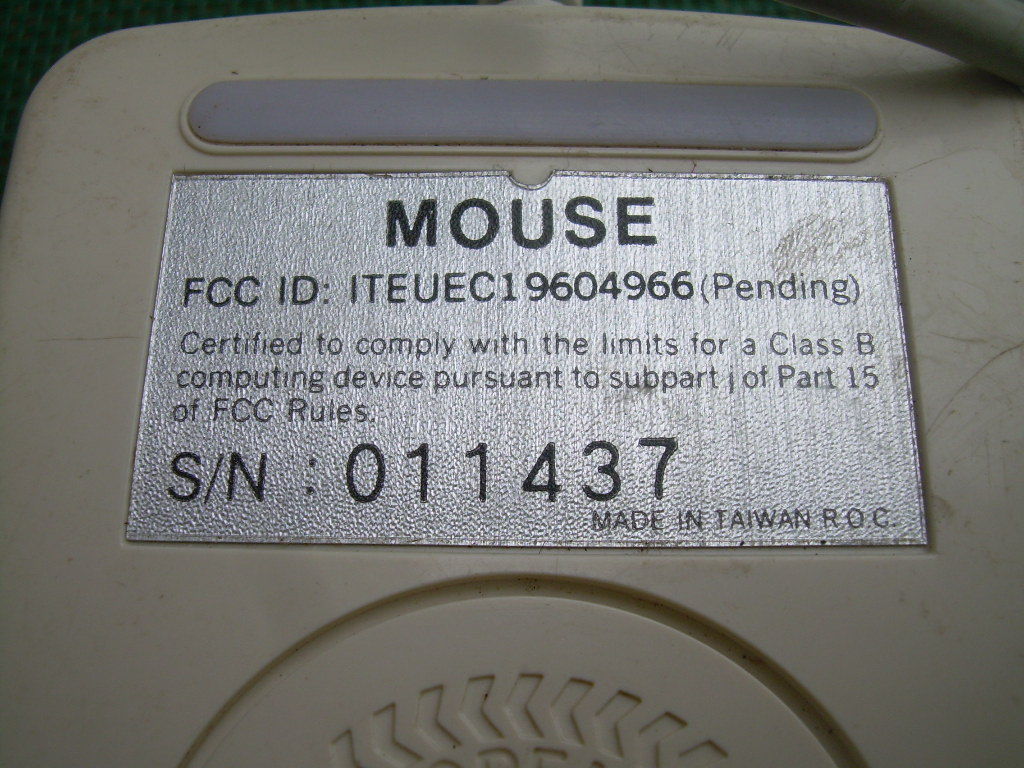 MOUSE
FCC ID: ITEUEC19604966 (Pending)
Certified to comply with the limits for a Class B
computing device pursuant to subpart j of Part 15
of FCC Rules.
S/N : 011437
MADE IN TAIWAN R.O.C.